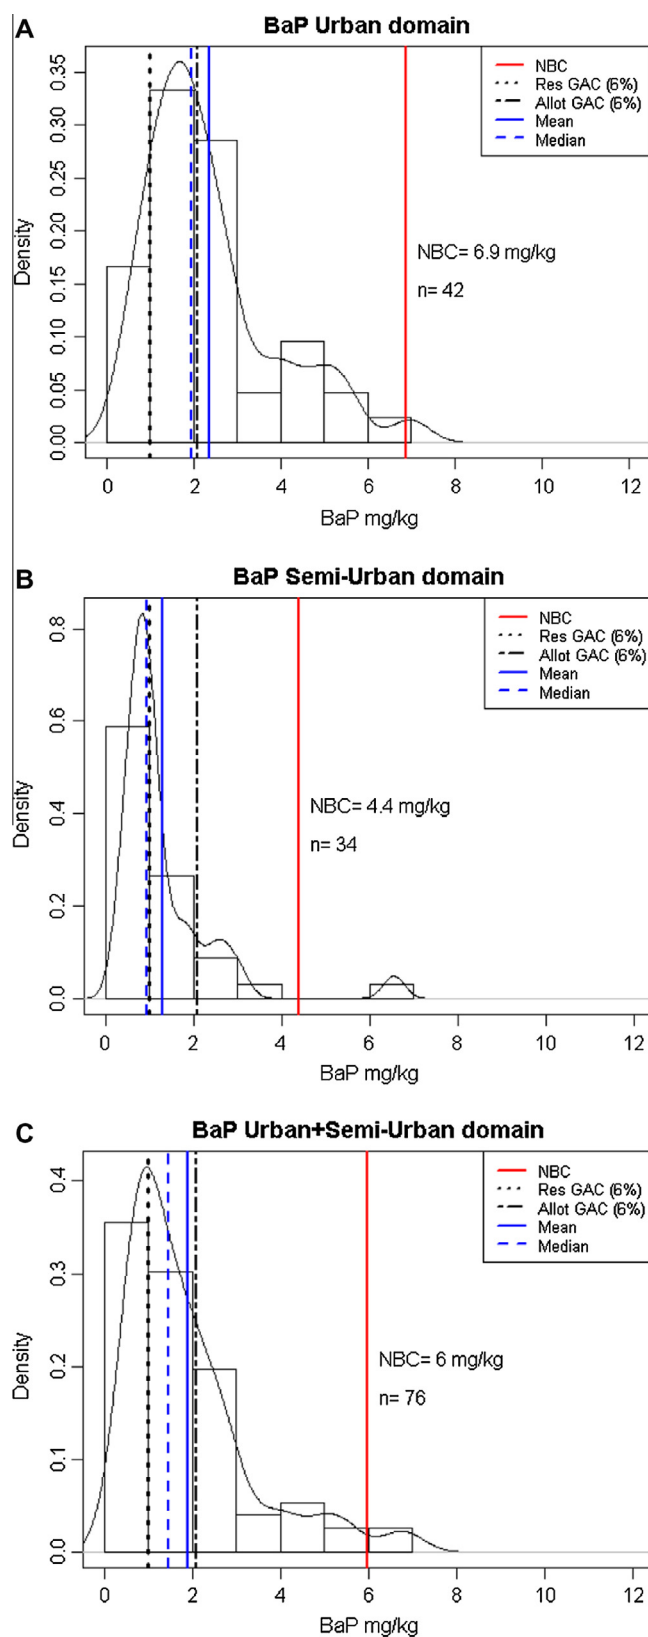 A
BaP Urban domain
0.35
0.30
0.25
0.20
0.15
0.10
0.05
0.00
Density
NBC
Res GAC (6%)
Allot GAC (6%)
Mean
Median
NBC= 6.9 mg/kg
n= 42
0 2 4 6 8 10 12
BaP mg/kg
B
BaP Semi-Urban domain
0.8
0.6
0.4
0.2
0.0
Density
NBC
Res GAC (6%)
Allot GAC (6%)
Mean
Median
NBC= 4.4 mg/kg
n= 34
0 2 4 6 8 10 12
BaP mg/kg
C
BaP Urban+Semi-Urban domain
0.4
0.3
0.2
0.1
0.0
Density
NBC
Res GAC (6%)
Allot GAC (6%)
Mean
Median
NBC= 6 mg/kg
n= 76
0 2 4 6 8 10 12
BaP mg/kg